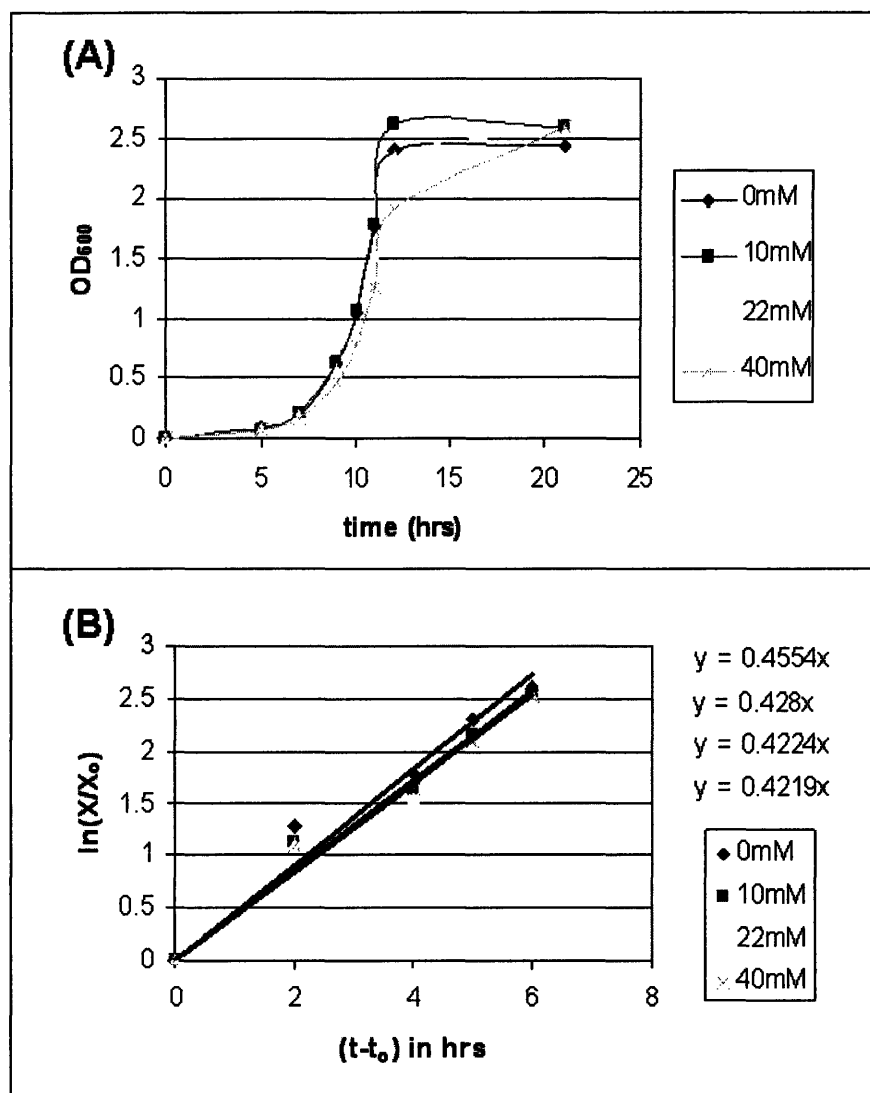 (A)
3
2.5
2
1.5
1
0.5
0
OD600
0 5 10 15 20 25
time (hrs)
0mM
10mM
22mM
40mM
(B)
3
2.5
2
1.5
1
0.5
0
ln(X/Xo)
0 2 4 6 8
(t-to) in hrs
y = 0.4554x
y = 0.428x
y = 0.4224x
y = 0.4219x
0mM
10mM
22mM
40mM